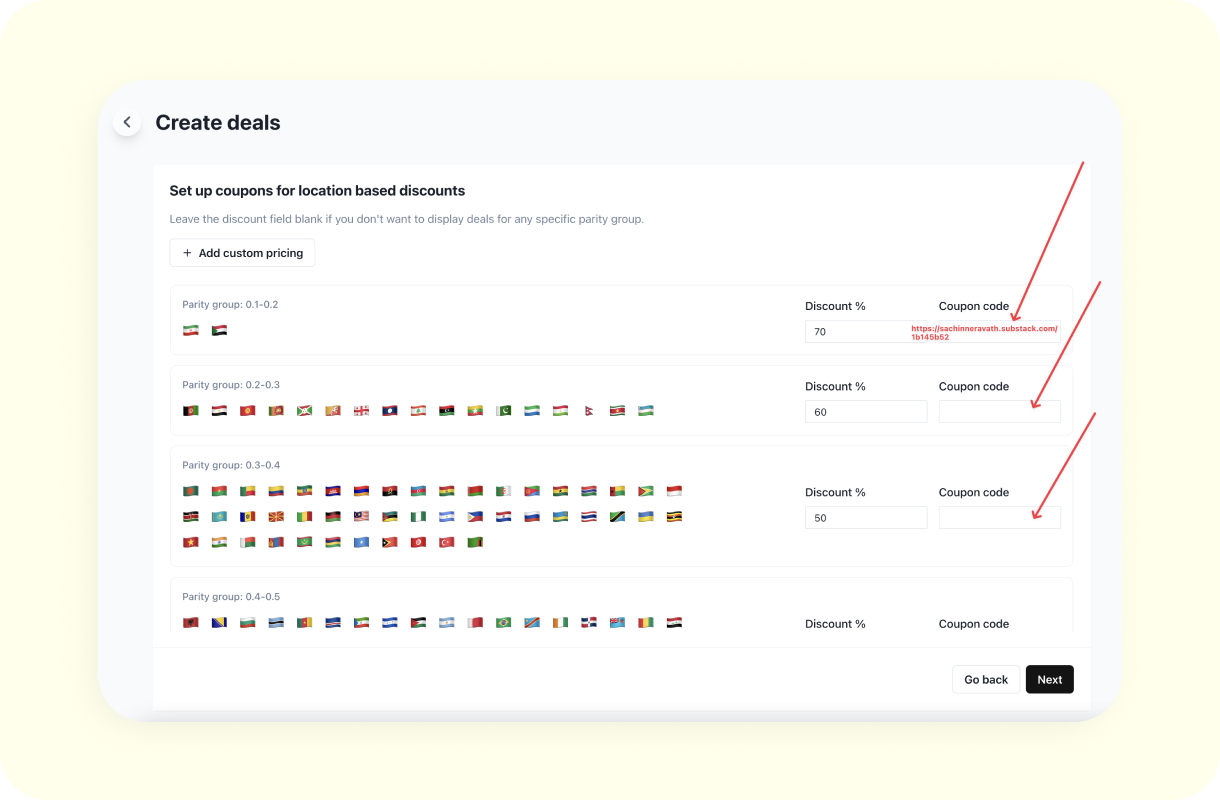 Create deals
Set up coupons for location based discounts
Leave the discount field blank if you don't want to display deals for any specific parity group.
+ Add custom pricing
Parity group: 0.1-0.2
Discount %
Coupon code
70
https://sachinneravath.substack.com/
1b145b52
Parity group: 0.2-0.3
Discount %
Coupon code
60
Parity group: 0.3-0.4
Discount %
Coupon code
50
Parity group: 0.4-0.5
Discount %
Coupon code
Go back
Next